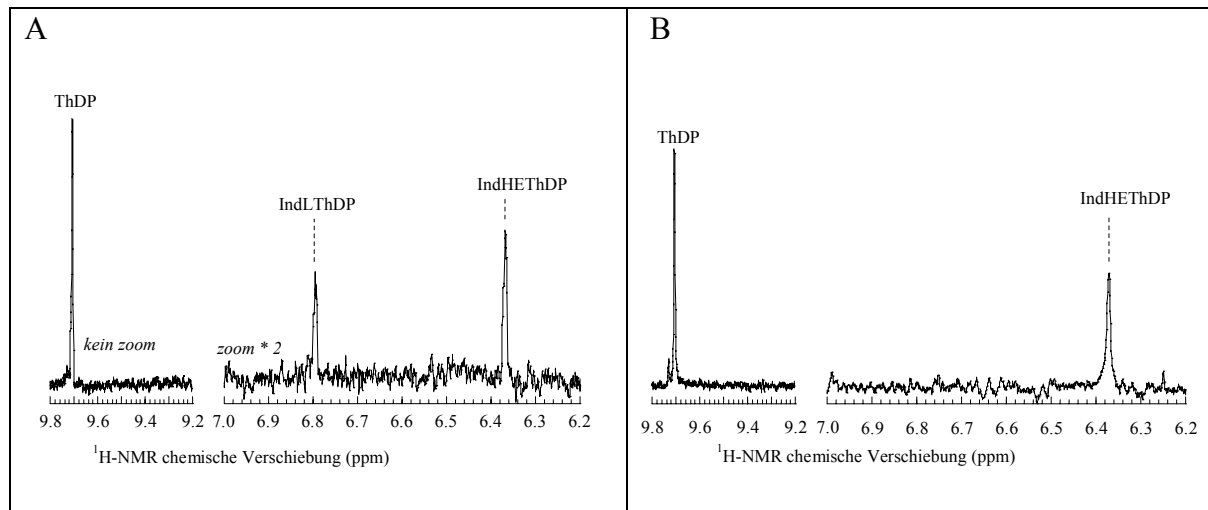 A
ThDP
IndLThDP
IndHEThDP
kein zoom
zoom * 2
9.8 9.6 9.4 9.2 7.0 6.9 6.8 6.7 6.6 6.5 6.4 6.3 6.2
¹H-NMR chemische Verschiebung (ppm)
B
ThDP
IndHEThDP
9.8 9.6 9.4 9.2 7.0 6.9 6.8 6.7 6.6 6.5 6.4 6.3 6.2
¹H-NMR chemische Verschiebung (ppm)